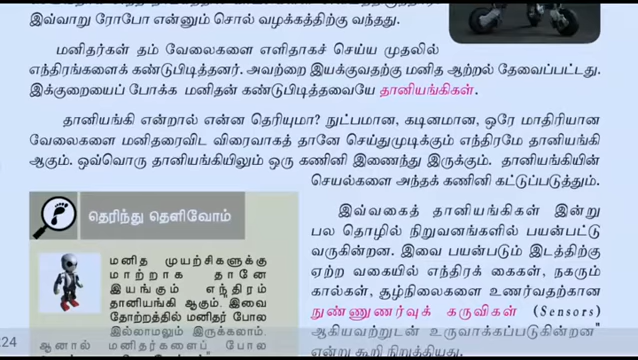 இவ்வாறு ரோபோ என்னும் சொல் வழக்கத்திற்கு வந்தது.
மனிதர்கள் தம் வேலைகளை எளிதாகச் செய்ய முதலில்
எந்திரங்களைக் கண்டுபிடித்தனர். அவற்றை இயக்குவதற்கு மனித ஆற்றல் தேவைப்பட்டது.
இக்குறையைப் போக்க மனிதன் கண்டுபிடித்தவையே தானியங்கிகள்.
தானியங்கி என்றால் என்ன தெரியுமா? நுட்பமான, கடினமான, ஒரே மாதிரியான
வேலைகளை மனிதரைவிட விரைவாகத் தானே செய்துமுடிக்கும் எந்திரமே தானியங்கி
ஆகும். ஒவ்வொரு தானியங்கியிலும் ஒரு கணினி இணைந்து இருக்கும். தானியங்கியின்
செயல்களை அந்தக் கணினி கட்டுப்படுத்தும்.
இவ்வகைத் தானியங்கிகள் இன்று
பல தொழில் நிறுவனங்களில் பயன்பட்டு
வருகின்றன. இவை பயன்படும் இடத்திற்கு
ஏற்ற வகையில் எந்திரக் கைகள், நகரும்
கால்கள், சூழ்நிலைகளை உணர்வதற்கான
நுண்ணுணர்வுக் கருவிகள் (Sensors)
ஆகியவற்றுடன் உருவாக்கப்படுகின்றன"
என்று கூறி நிறுத்தியது.
தெரிந்து தெளிவோம்
மனித முயற்சிகளுக்கு
மாற்றாக தானே
இயங்கும் எந்திரம்
தானியங்கி ஆகும். இவை
தோற்றத்தில் மனிதர் போல
இல்லாமலும் இருக்கலாம்.
ஆனால் மனிதர்களைப் போல
:24